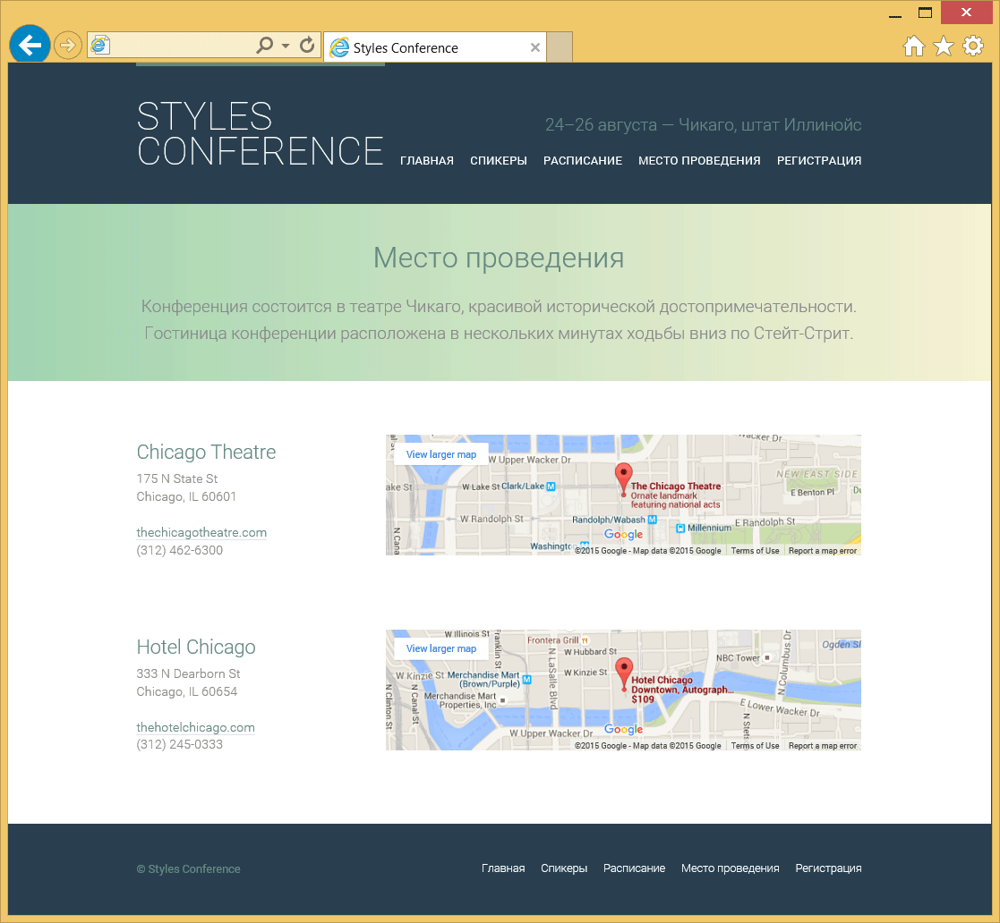 Styles Conference
STYLES
CONFERENCE
24–26 августа — Чикаго, штат Иллинойс
ГЛАВНАЯ СПИКЕРЫ РАСПИСАНИЕ МЕСТО ПРОВЕДЕНИЯ РЕГИСТРАЦИЯ
Место проведения
Конференция состоится в театре Чикаго, красивой исторической достопримечательности.
Гостиница конференции расположена в нескольких минутах ходьбы вниз по Стейт-Стрит.
Chicago Theatre
175 N State St
Chicago, IL 60601
thechicagotheatre.com
(312) 462-6300
View larger map
Wacker Dr
W Upper Wacker Dr
NEW EAST SIDE
ake St
W Lake St
Clark/Lake
The Chicago Theatre
Ornate landmark
featuring national acts
E Benton Pl
W Randolph St
Randolph/Wabash
E Randolph St
Millennium
N Cana
Washington
Google
©2015 Google - Map data ©2015 Google
Terms of Use
Report a map error
Hotel Chicago
333 N Dearborn St
Chicago, IL 60654
thehotelchicago.com
(312) 245-0333
W Illinois St
View larger map
Franklin St
Frontera Grill
W Hubbard St
Ogden Sl
N LaSalle Blvd
NBC Tower
N Columbus Dr
W Kinzie St
Merchandise Mart
(Brown/Purple)
W Kinzie St
Hotel Chicago
Downtown, Autograph...
$109
N Clinton St
N Canal St
Merchandise Mart
Properties, Inc
E Lower Wacker Dr
N Stets
W Upper Wacker Dr
Google
©2015 Google - Map data ©2015 Google
Terms of Use
Report a map error
© Styles Conference
Главная Спикеры Расписание Место проведения Регистрация